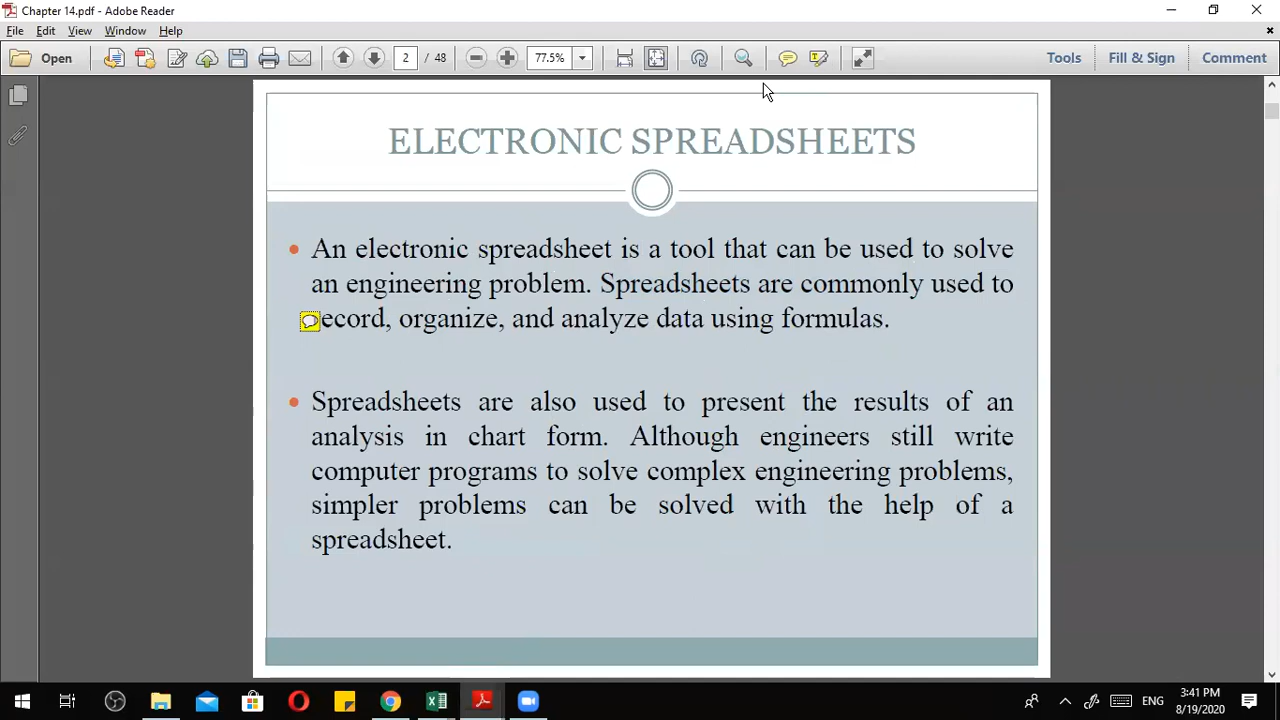 Chapter 14.pdf - Adobe Reader
File Edit View Window Help
Open 2 / 48 77.5% Tools Fill & Sign Comment
ELECTRONIC SPREADSHEETS
• An electronic spreadsheet is a tool that can be used to solve
an engineering problem. Spreadsheets are commonly used to
ecord, organize, and analyze data using formulas.
• Spreadsheets are also used to present the results of an
analysis in chart form. Although engineers still write
computer programs to solve complex engineering problems,
simpler problems can be solved with the help of a
spreadsheet.
ENG
3:41 PM
8/19/2020